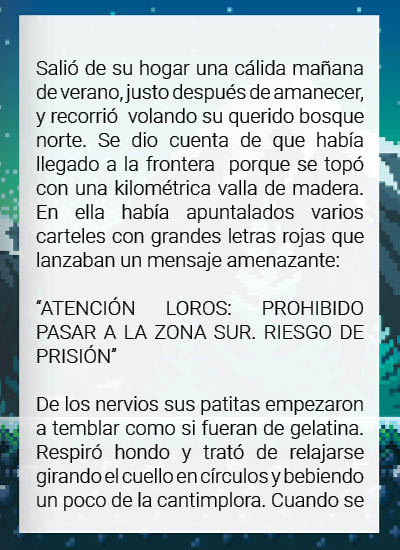 Salió de su hogar una cálida mañana
de verano, justo después de amanecer,
y recorrió volando su querido bosque
norte. Se dio cuenta de que había
llegado a la frontera porque se topó
con una kilométrica valla de madera.
En ella había apuntalados varios
carteles con grandes letras rojas que
lanzaban un mensaje amenazante:

“ATENCIÓN LOROS: PROHIBIDO
PASAR A LA ZONA SUR. RIESGO DE
PRISIÓN”

De los nervios sus patitas empezaron
a temblar como si fueran de gelatina.
Respiró hondo y trató de relajarse
girando el cuello en círculos y bebiendo
un poco de la cantimplora. Cuando se